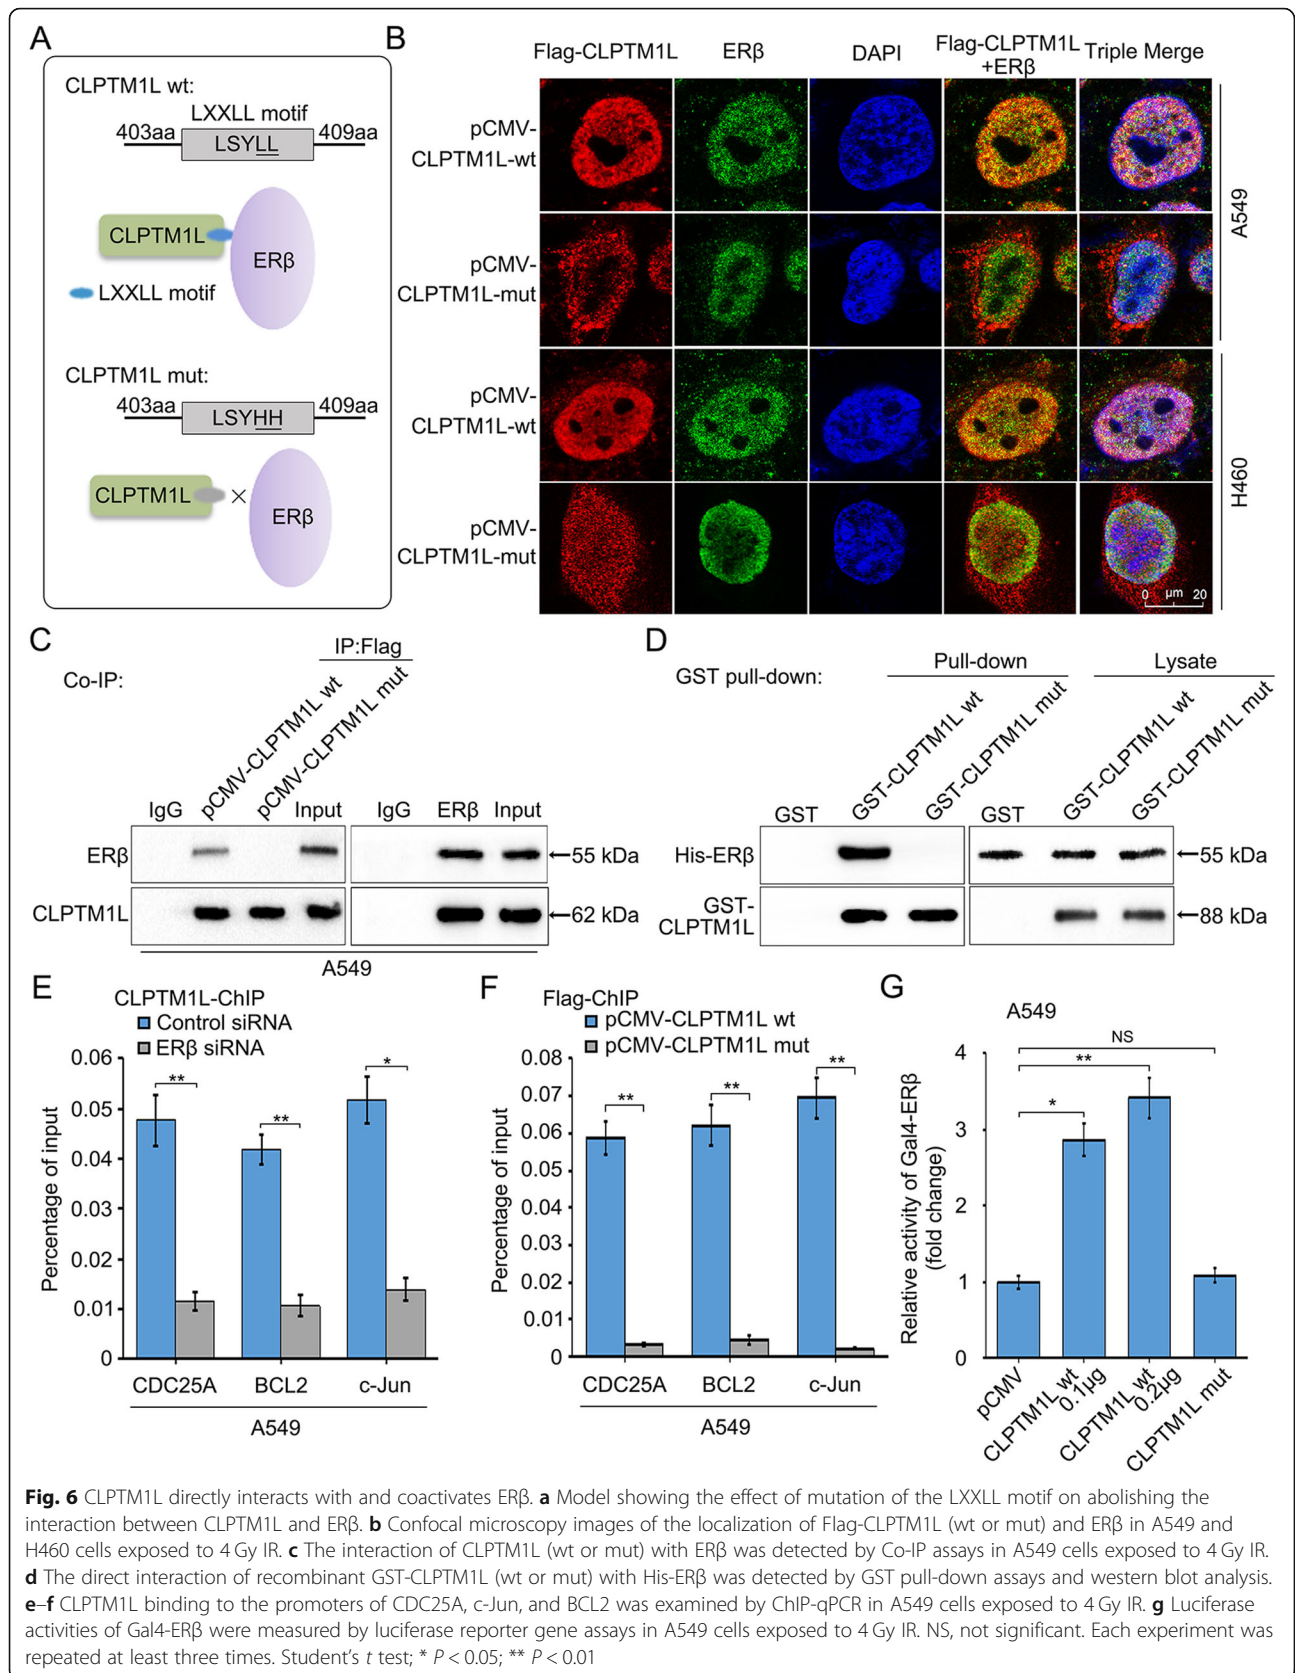 A
CLPTM1L wt:
LXXLL motif
403aa LSYLL 409aa
CLPTM1L
ERβ
LXXLL motif
CLPTM1L mut:
403aa LSYHH 409aa
CLPTM1L × ERβ
B
Flag-CLPTM1L ERβ DAPI Flag-CLPTM1L +ERβ Triple Merge
pCMV-
CLPTM1L-wt
pCMV-
CLPTM1L-mut
A549
pCMV-
CLPTM1L-wt
pCMV-
CLPTM1L-mut
H460
0 µm 20
C
IP:Flag
Co-IP:
IgG pCMV-CLPTM1L wt pCMV-CLPTM1L mut Input IgG ERβ Input
ERβ ←55 kDa
CLPTM1L ←62 kDa
A549
D
GST pull-down:
Pull-down Lysate
GST GST-CLPTM1L wt GST-CLPTM1L mut GST GST-CLPTM1L wt GST-CLPTM1L mut
His-ERβ ←55 kDa
GST-
CLPTM1L ←88 kDa
E
CLPTM1L-ChIP
Control siRNA
ERβ siRNA
Percentage of input
0.06
0.05
0.04
0.03
0.02
0.01
0
** ** *
CDC25A BCL2 c-Jun
A549
F
Flag-ChIP
pCMV-CLPTM1L wt
pCMV-CLPTM1L mut
Percentage of input
0.08
0.07
0.06
0.05
0.04
0.03
0.02
0.01
0
** ** **
CDC25A BCL2 c-Jun
A549
G
A549
Relative activity of Gal4-ERβ
(fold change)
4
3
2
1
0
NS
**
*
pCMV
CLPTM1L wt
0.1µg
CLPTM1L wt
0.2µg
CLPTM1L mut
Fig. 6 CLPTM1L directly interacts with and coactivates ERβ. a Model showing the effect of mutation of the LXXLL motif on abolishing the
interaction between CLPTM1L and ERβ. b Confocal microscopy images of the localization of Flag-CLPTM1L (wt or mut) and ERβ in A549 and
H460 cells exposed to 4 Gy IR. c The interaction of CLPTM1L (wt or mut) with ERβ was detected by Co-IP assays in A549 cells exposed to 4 Gy IR.
d The direct interaction of recombinant GST-CLPTM1L (wt or mut) with His-ERβ was detected by GST pull-down assays and western blot analysis.
e–f CLPTM1L binding to the promoters of CDC25A, c-Jun, and BCL2 was examined by ChIP-qPCR in A549 cells exposed to 4 Gy IR. g Luciferase
activities of Gal4-ERβ were measured by luciferase reporter gene assays in A549 cells exposed to 4 Gy IR. NS, not significant. Each experiment was
repeated at least three times. Student's t test; * P < 0.05; ** P < 0.01